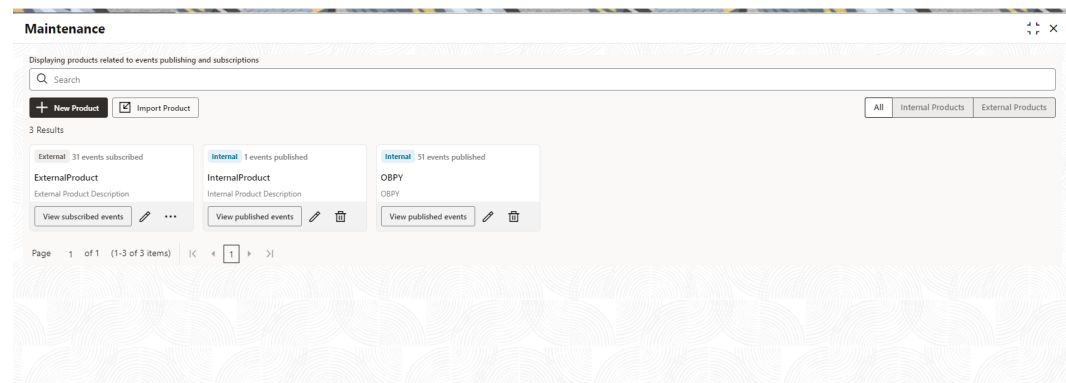 Maintenance
Displaying products related to events publishing and subscriptions
Search
New Product Import Product All Internal Products External Products
3 Results
External 31 events subscribed Internal 1 events published Internal 51 events published
ExternalProduct InternalProduct OBPY
External Product Description Internal Product Description OBPY
View subscribed events View published events View published events
Page 1 of 1 (1-3 of 3 items) 1